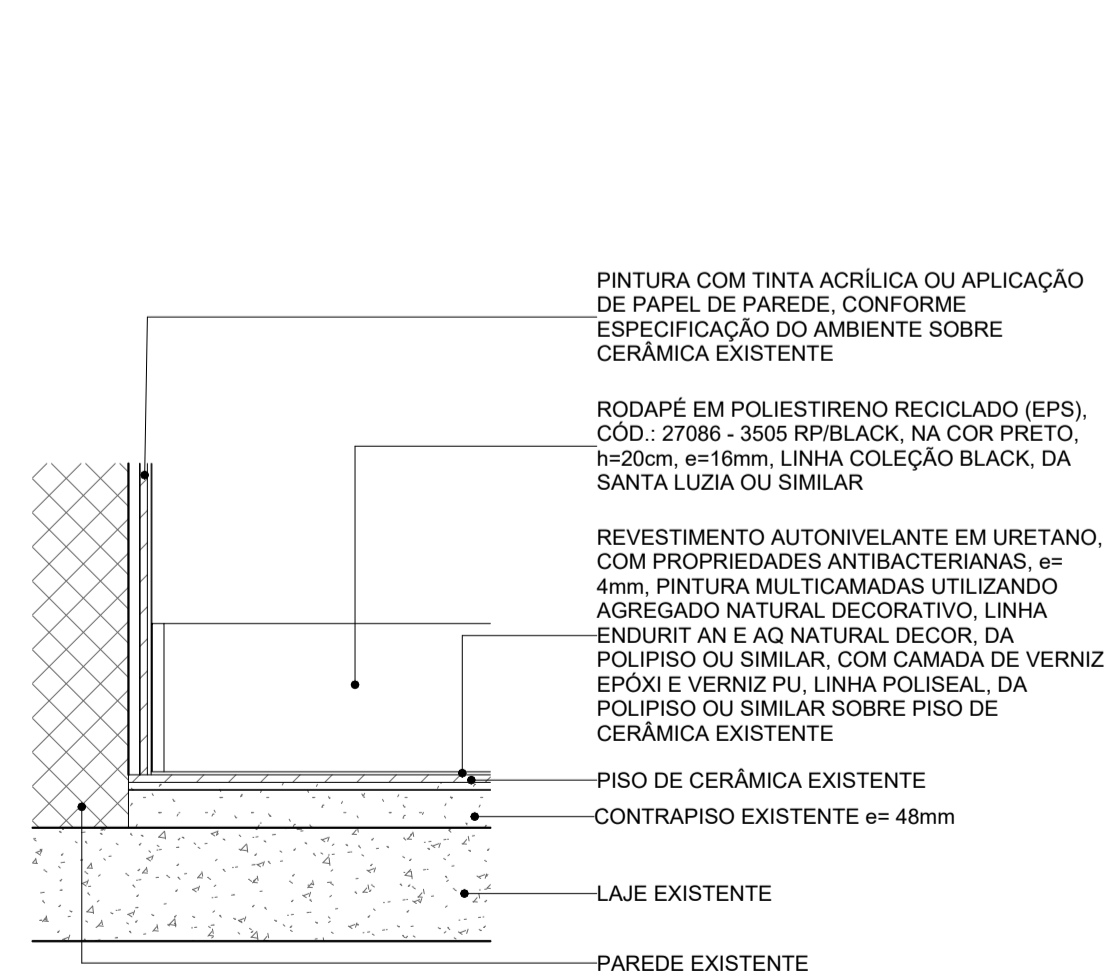 PINTURA COM TINTA ACRÍLICA OU APLICAÇÃO
DE PAPEL DE PAREDE, CONFORME
ESPECIFICAÇÃO DO AMBIENTE SOBRE
CERÂMICA EXISTENTE
RODAPÉ EM POLIESTIRENO RECICLADO (EPS),
CÓD.: 27086 - 3505 RP/BLACK, NA COR PRETO,
h=20cm, e=16mm, LINHA COLEÇÃO BLACK, DA
SANTA LUZIA OU SIMILAR
REVESTIMENTO AUTONIVELANTE EM URETANO,
COM PROPRIEDADES ANTIBACTERIANAS, e=
4mm, PINTURA MULTICAMADAS UTILIZANDO
AGREGADO NATURAL DECORATIVO, LINHA
ENDURIT AN E AQ NATURAL DECOR, DA
POLIPISO OU SIMILAR, COM CAMADA DE VERNIZ
EPÓXI E VERNIZ PU, LINHA POLISEAL, DA
POLIPISO OU SIMILAR SOBRE PISO DE
CERÂMICA EXISTENTE
PISO DE CERÂMICA EXISTENTE
CONTRAPISO EXISTENTE e= 48mm
LAJE EXISTENTE
PAREDE EXISTENTE